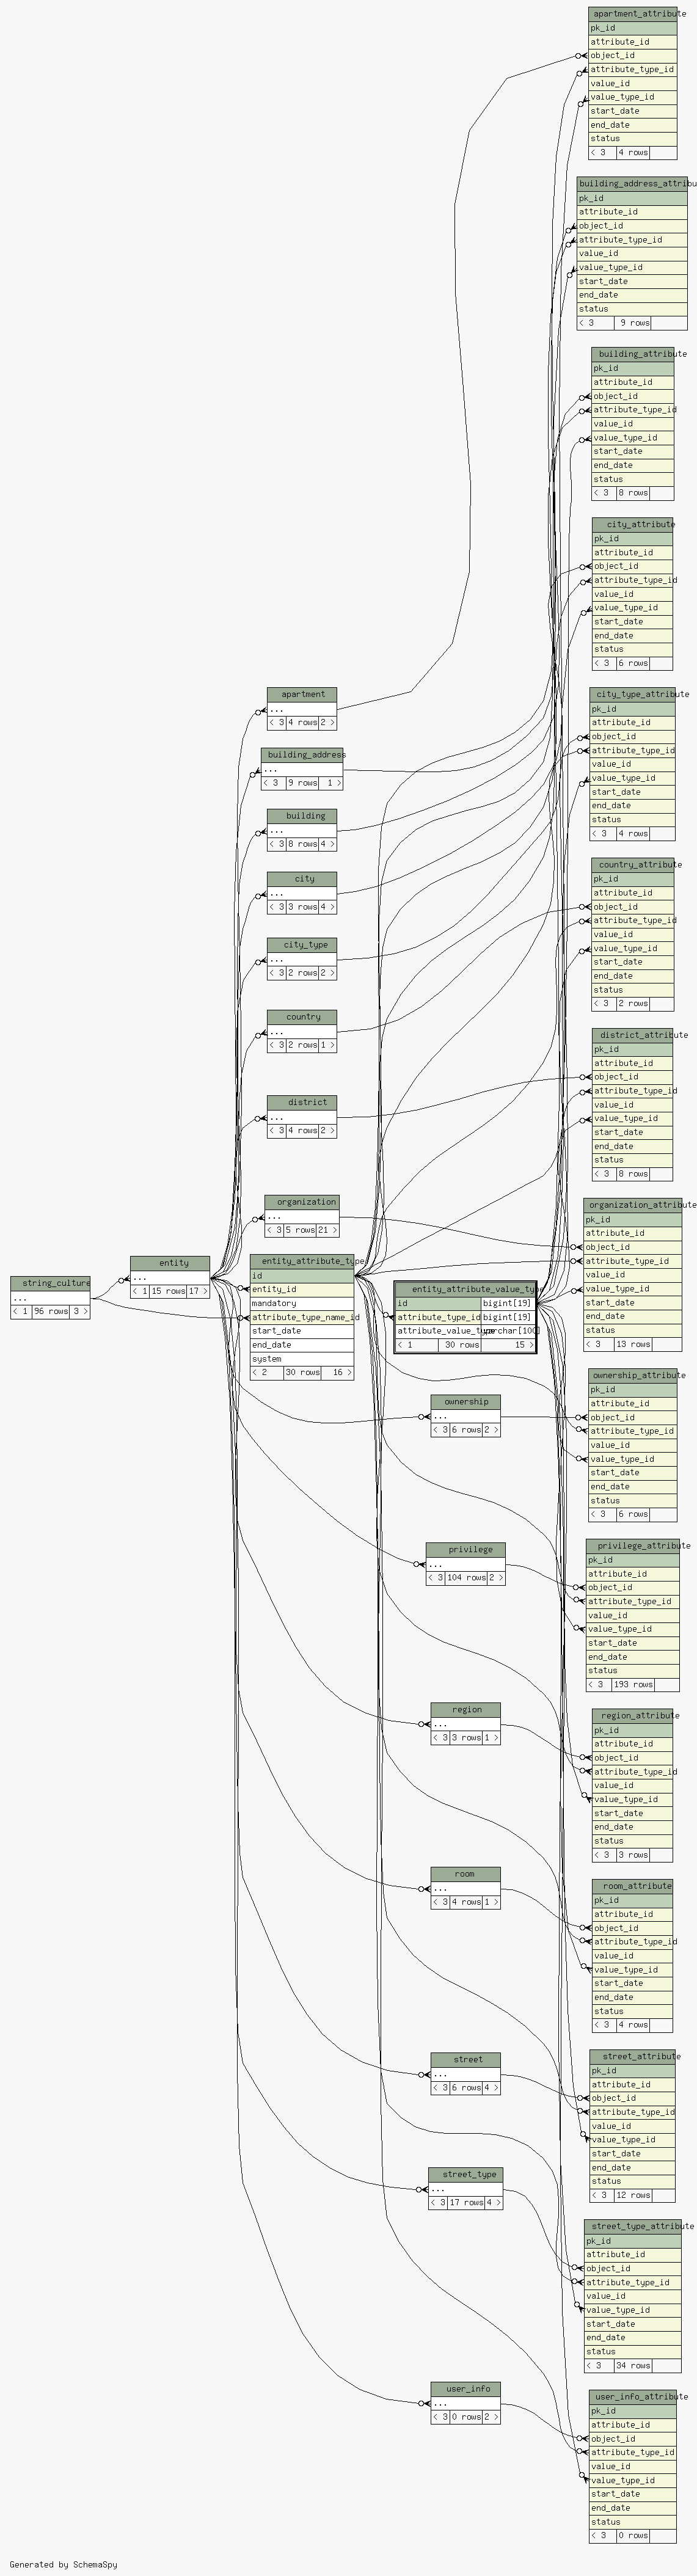 apartment_attribute
pk_id
attribute_id
object_id
attribute_type_id
value_id
value_type_id
start_date
end_date
status
< 3 4 rows
building_address_attribu
pk_id
attribute_id
object_id
attribute_type_id
value_id
value_type_id
start_date
end_date
status
< 3 9 rows
building_attribute
pk_id
attribute_id
object_id
attribute_type_id
value_id
value_type_id
start_date
end_date
status
< 3 8 rows
city_attribute
pk_id
attribute_id
object_id
attribute_type_id
value_id
value_type_id
start_date
end_date
status
< 3 6 rows
city_type_attribute
pk_id
attribute_id
object_id
attribute_type_id
value_id
value_type_id
start_date
end_date
status
< 3 4 rows
country_attribute
pk_id
attribute_id
object_id
attribute_type_id
value_id
value_type_id
start_date
end_date
status
< 3 2 rows
district_attribute
pk_id
attribute_id
object_id
attribute_type_id
value_id
value_type_id
start_date
end_date
status
< 3 8 rows
organization_attribute
pk_id
attribute_id
object_id
attribute_type_id
value_id
value_type_id
start_date
end_date
status
< 3 13 rows
ownership_attribute
pk_id
attribute_id
object_id
attribute_type_id
value_id
value_type_id
start_date
end_date
status
< 3 6 rows
privilege_attribute
pk_id
attribute_id
object_id
attribute_type_id
value_id
value_type_id
start_date
end_date
status
< 3 193 rows
region_attribute
pk_id
attribute_id
object_id
attribute_type_id
value_id
value_type_id
start_date
end_date
status
< 3 3 rows
room_attribute
pk_id
attribute_id
object_id
attribute_type_id
value_id
value_type_id
start_date
end_date
status
< 3 4 rows
street_attribute
pk_id
attribute_id
object_id
attribute_type_id
value_id
value_type_id
start_date
end_date
status
< 3 12 rows
street_type_attribute
pk_id
attribute_id
object_id
attribute_type_id
value_id
value_type_id
start_date
end_date
status
< 3 34 rows
user_info_attribute
pk_id
attribute_id
object_id
attribute_type_id
value_id
value_type_id
start_date
end_date
status
< 3 0 rows
apartment
...
< 3 4 rows 2 >
building_address
...
< 3 9 rows 1 >
building
...
< 3 8 rows 4 >
city
...
< 3 3 rows 4 >
city_type
...
< 3 2 rows 2 >
country
...
< 3 2 rows 1 >
district
...
< 3 4 rows 2 >
organization
...
< 3 5 rows 21 >
string_culture
...
< 1 96 rows 3 >
entity
...
< 1 15 rows 17 >
entity_attribute_type
id
entity_id
mandatory
attribute_type_name_id
start_date
end_date
system
< 2 30 rows 16 >
entity_attribute_value_typ
id bigint[19]
attribute_type_id bigint[19]
attribute_value_type varchar[100]
< 1 30 rows 15 >
ownership
...
< 3 6 rows 2 >
privilege
...
< 3 104 rows 2 >
region
...
< 3 3 rows 1 >
room
...
< 3 4 rows 1 >
street
...
< 3 6 rows 4 >
street_type
...
< 3 17 rows 4 >
user_info
...
< 3 0 rows 2 >
Generated by SchemaSpy